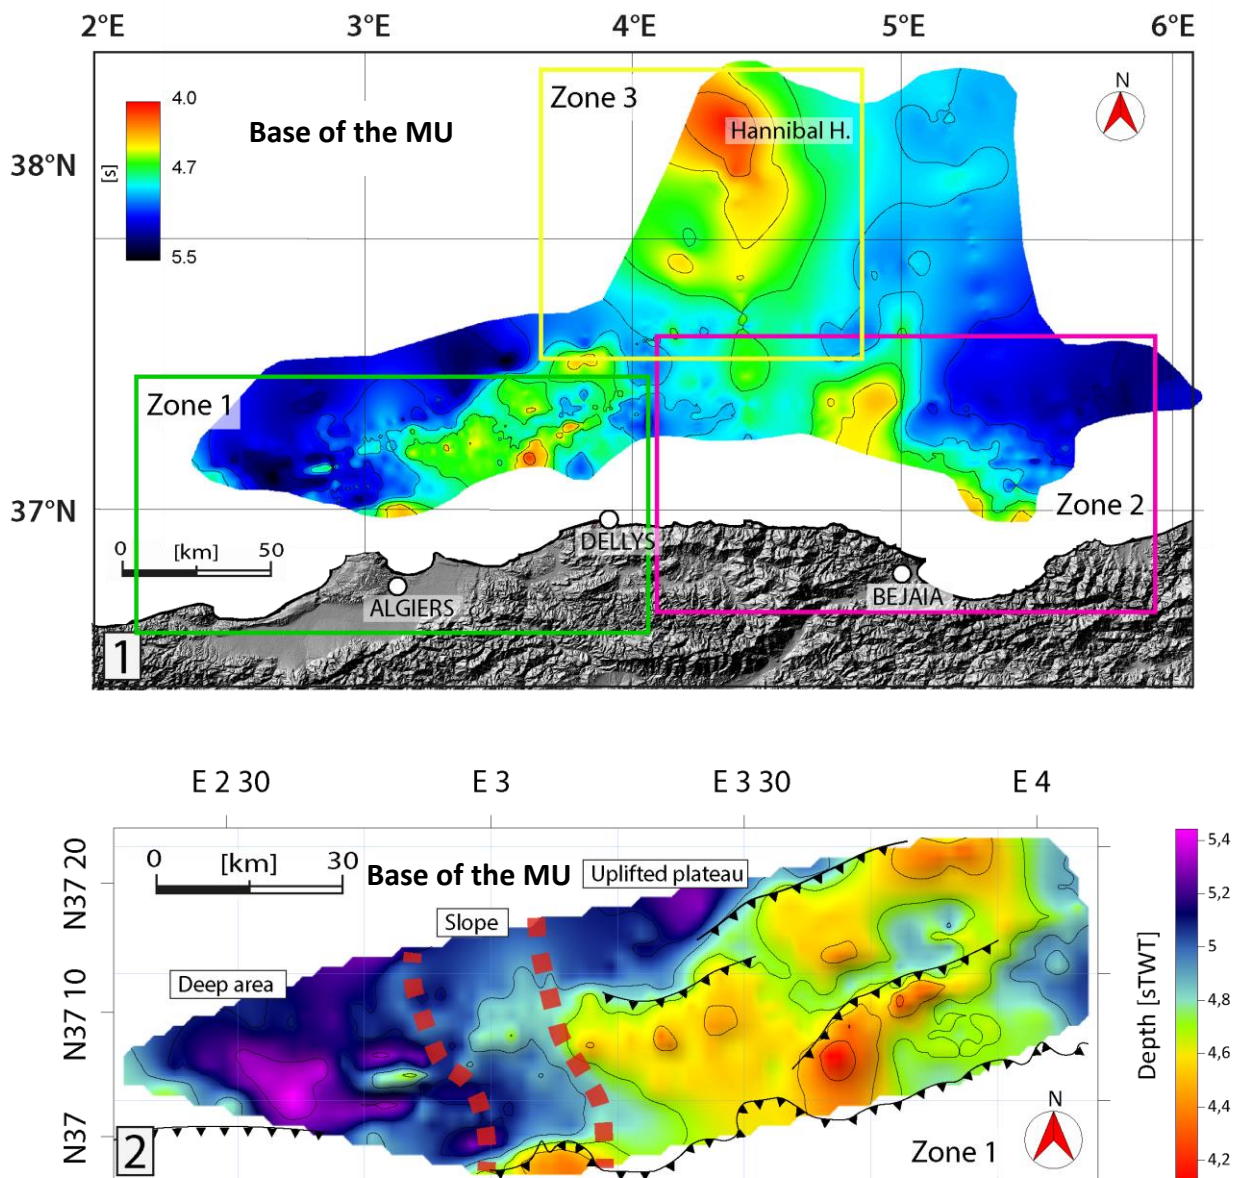 2°E 3°E 4°E 5°E 6°E
N
4.0
Zone 3
Base of the MU
Hannibal H.
38°N
[s]
4.7
5.5
Zone 1
37°N
Zone 2
0 [km] 50
DELLYS
ALGIERS
BEJAIA
1
E 2 30 E 3 E 3 30 E 4
0 [km] 30
Base of the MU
Uplifted plateau
5,4
N37 20
Slope
5,2
Deep area
5
N37 10
4,8
Depth [sTWT]
4,6
N
4,4
N37
2
Zone 1
4,2